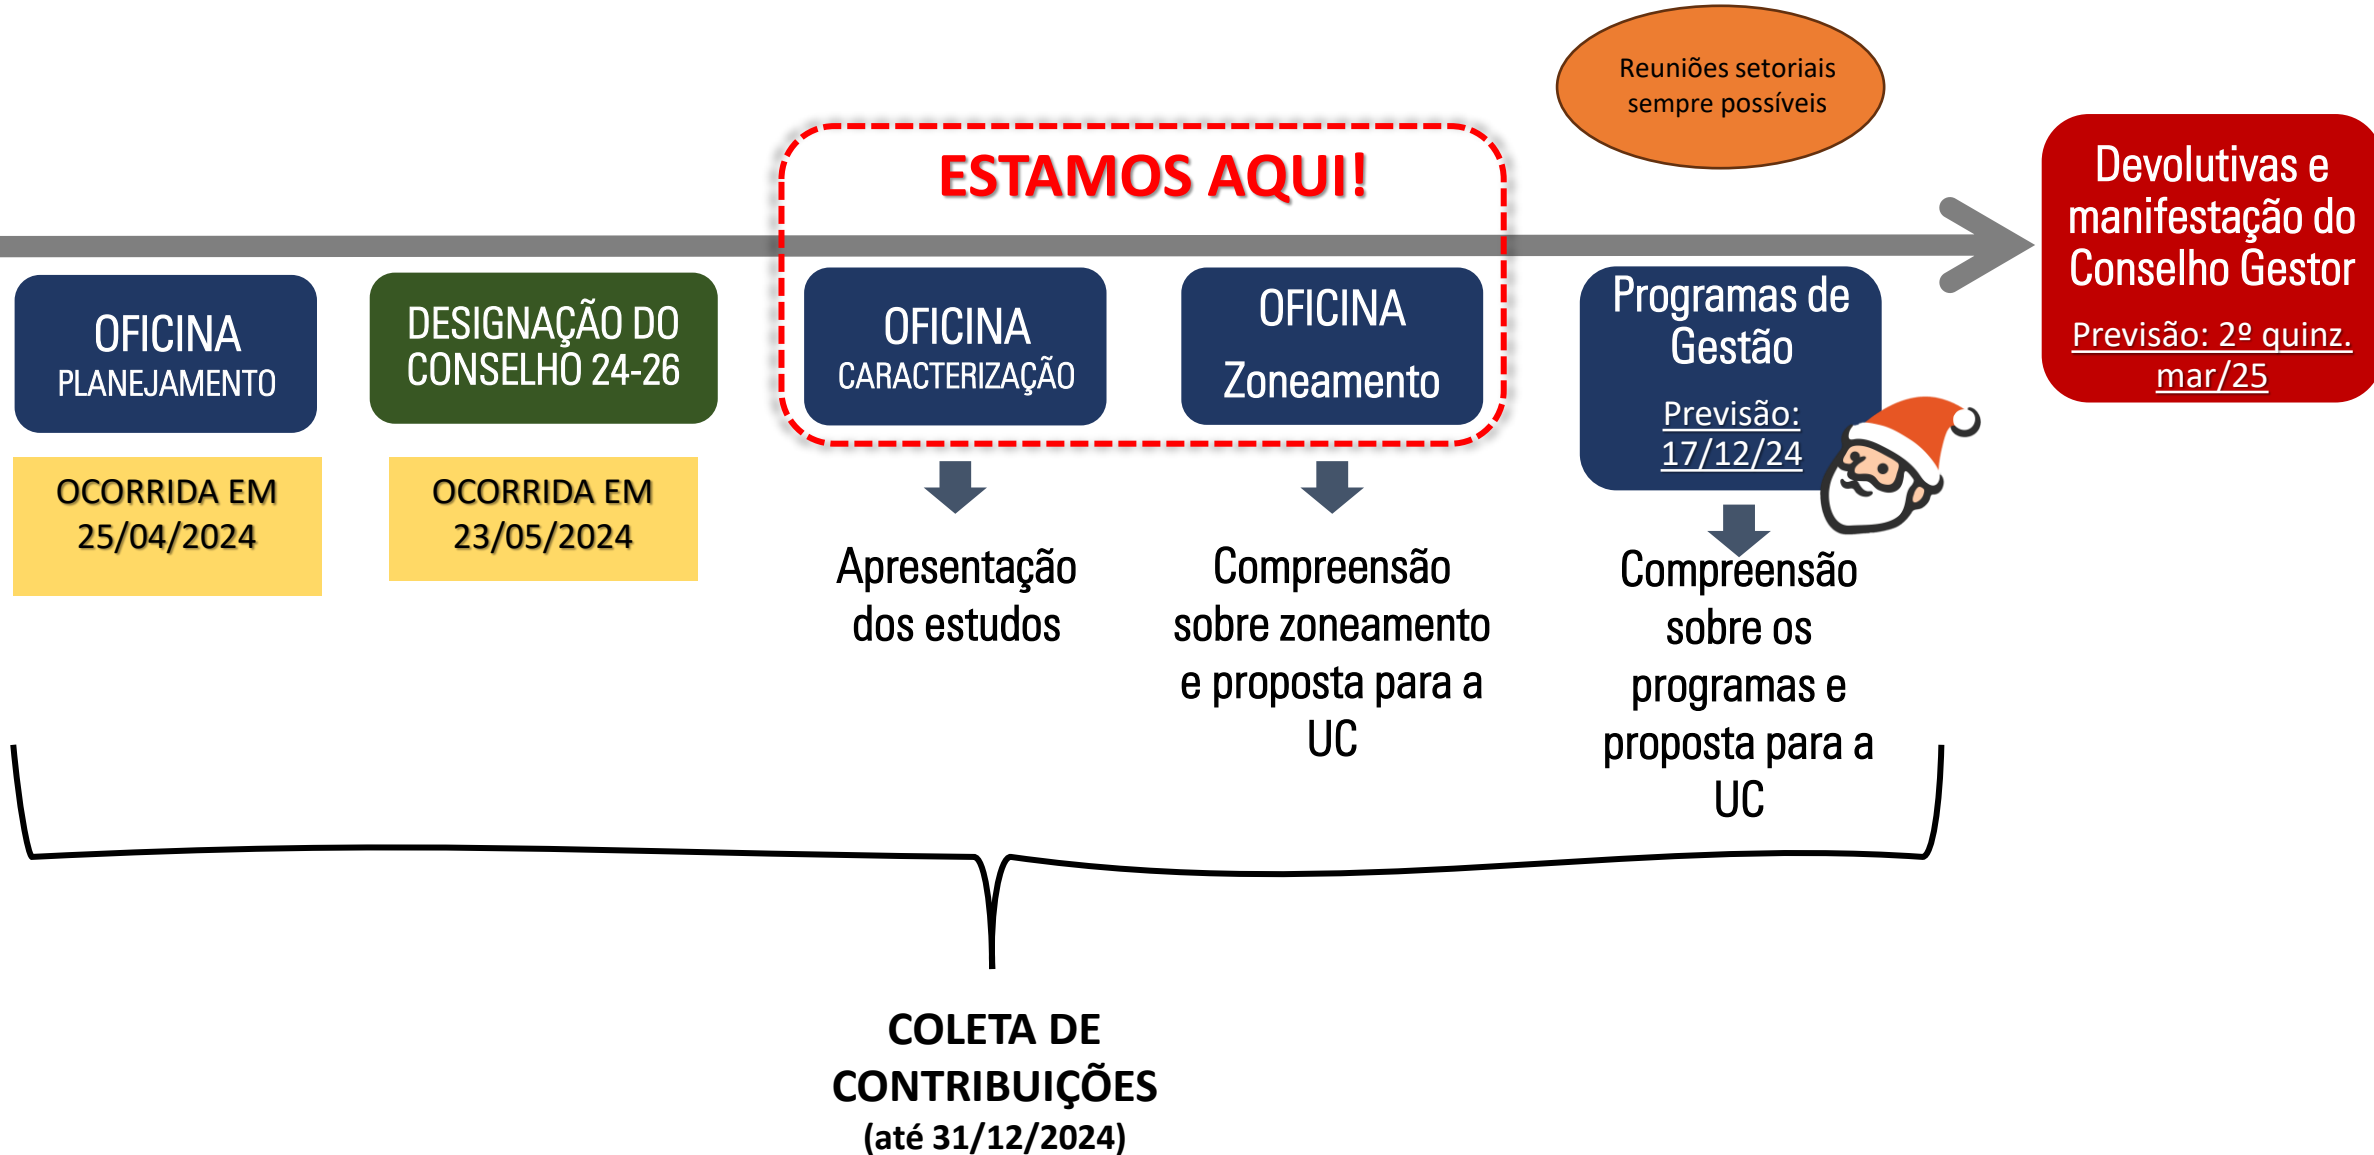 Reuniões setoriais
sempre possíveis
ESTAMOS AQUI!
OFICINA
PLANEJAMENTO
OCORRIDA EM
25/04/2024
DESIGNAÇÃO DO
CONSELHO 24-26
OCORRIDA EM
23/05/2024
OFICINA
CARACTERIZAÇÃO
Apresentação
dos estudos
OFICINA
Zoneamento
Compreensão
sobre zoneamento
e proposta para a
UC
Programas de
Gestão
Previsão:
17/12/24
Compreensão
sobre os
programas e
proposta para a
UC
Devolutivas e
manifestação do
Conselho Gestor
Previsão: 2º quinz.
mar/25
COLETA DE
CONTRIBUIÇÕES
(até 31/12/2024)